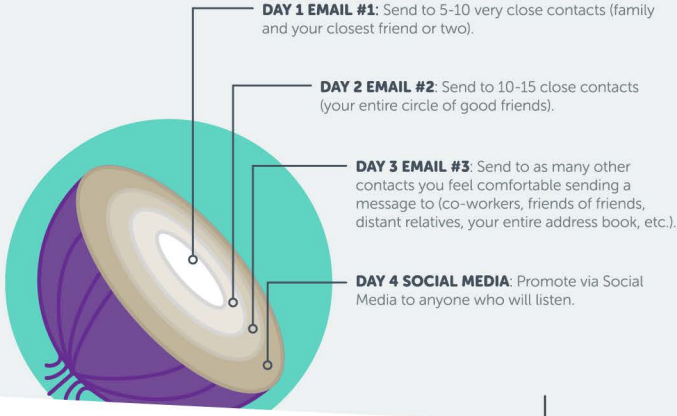 DAY 1 EMAIL #1: Send to 5-10 very close contacts (family
and your closest friend or two).
DAY 2 EMAIL #2: Send to 10-15 close contacts
(your entire circle of good friends).
DAY 3 EMAIL #3: Send to as many other
contacts you feel comfortable sending a
message to (co-workers, friends of friends,
distant relatives, your entire address book, etc.).
DAY 4 SOCIAL MEDIA: Promote via Social
Media to anyone who will listen.